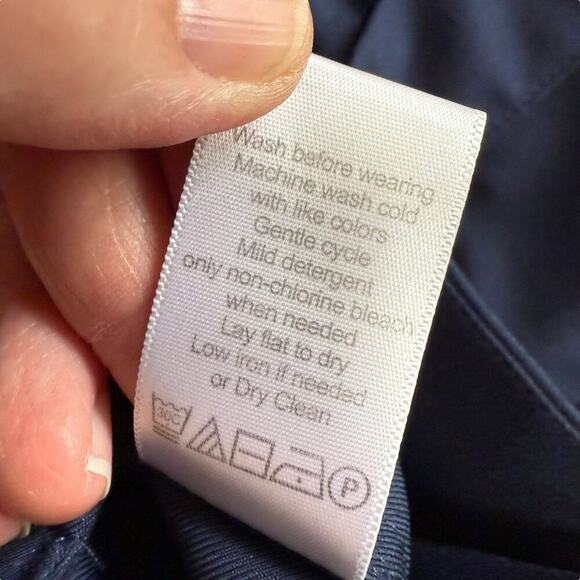 Wash before wearing
Machine wash cold
with like colors
Gentle cycle
Mild detergent
only non-chlorine bleach
when needed
Lay flat to dry
Low iron if needed
or Dry Clean
30C P